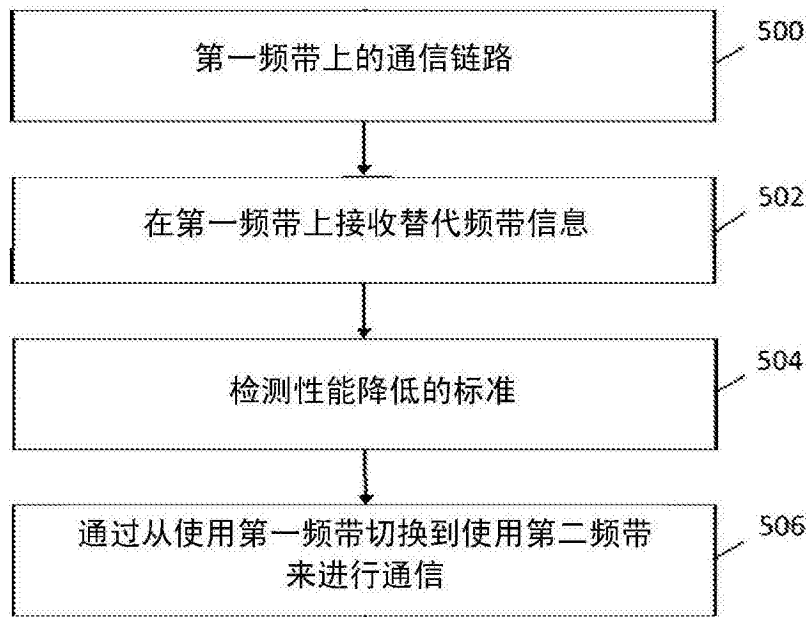 第一频带上的通信链路
500
在第一频带上接收替代频带信息
502
检测性能降低的标准
504
通过从使用第一频带切换到使用第二频带
来进行通信
506